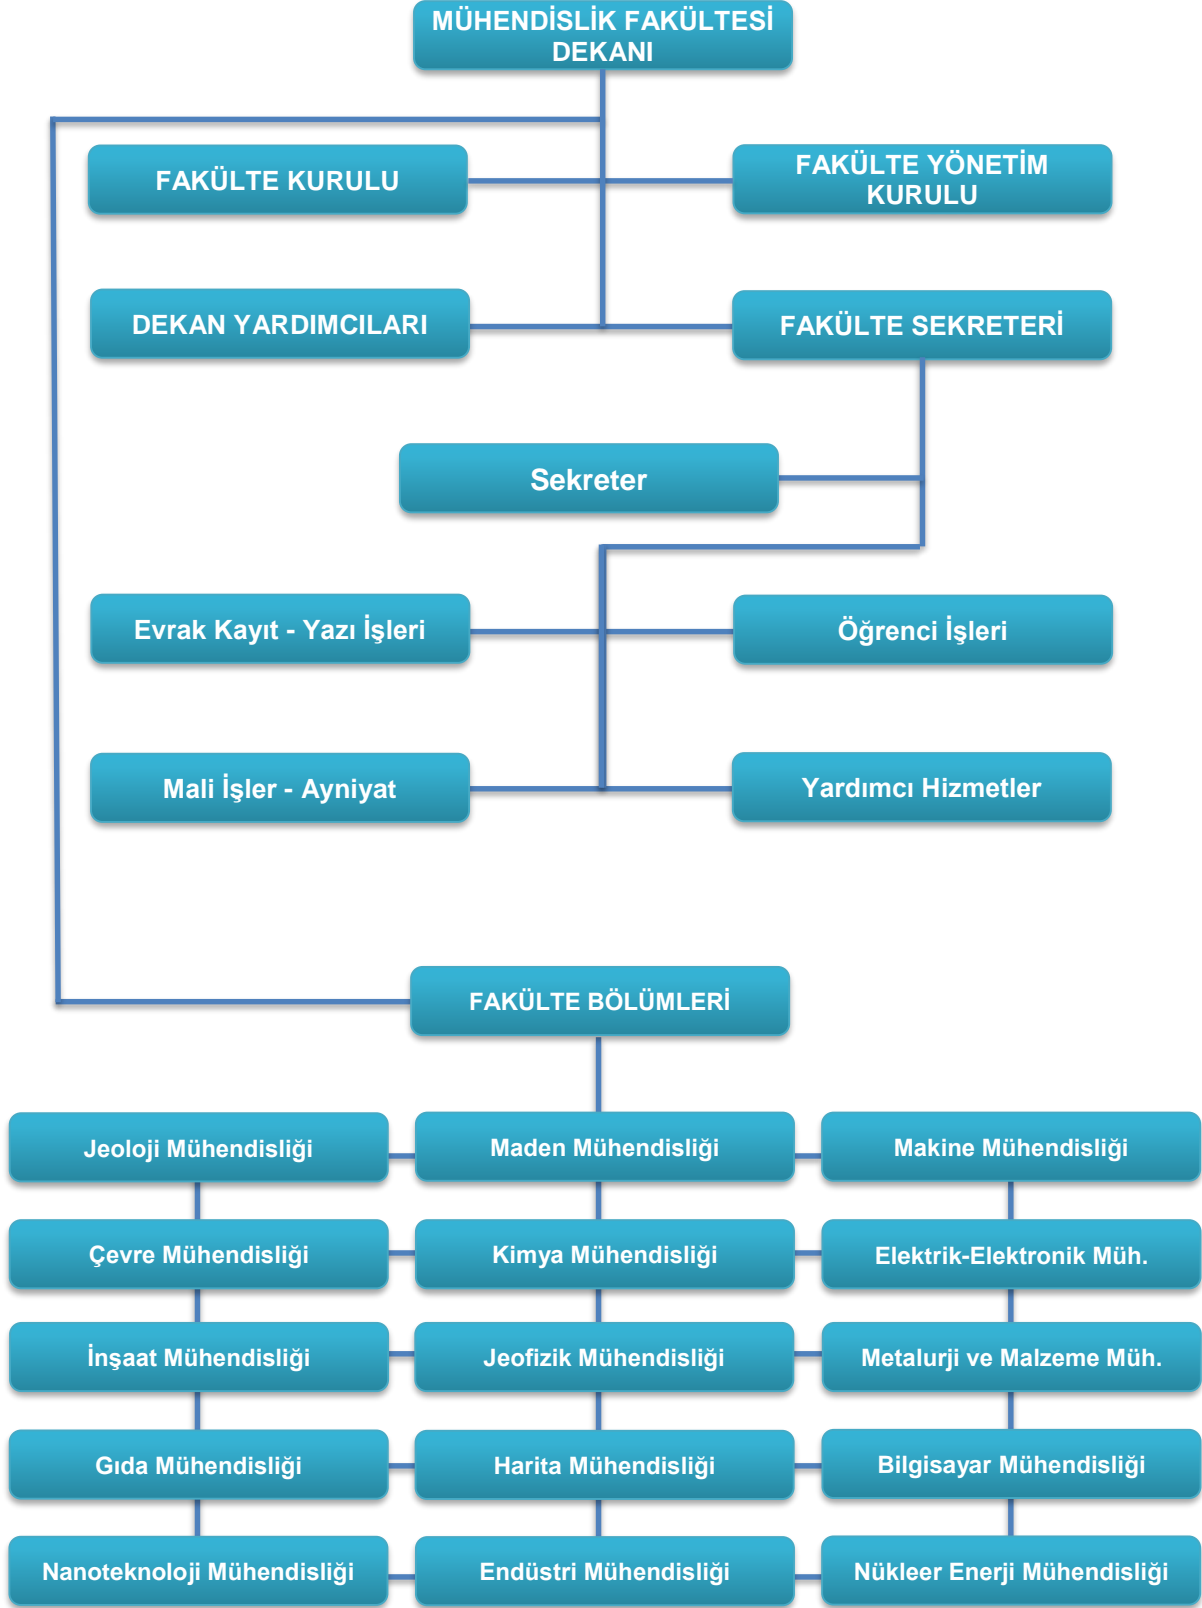 MÜHENDİSLİK FAKÜLTESİ
DEKANI
FAKÜLTE KURULU
FAKÜLTE YÖNETİM
KURULU
DEKAN YARDIMCILARI
FAKÜLTE SEKRETERİ
Sekreter
Evrak Kayıt - Yazı İşleri
Öğrenci İşleri
Mali İşler - Ayniyat
Yardımcı Hizmetler
FAKÜLTE BÖLÜMLERİ
Jeoloji Mühendisliği
Maden Mühendisliği
Makine Mühendisliği
Çevre Mühendisliği
Kimya Mühendisliği
Elektrik-Elektronik Müh.
İnşaat Mühendisliği
Jeofizik Mühendisliği
Metalurji ve Malzeme Müh.
Gıda Mühendisliği
Harita Mühendisliği
Bilgisayar Mühendisliği
Nanoteknoloji Mühendisliği
Endüstri Mühendisliği
Nükleer Enerji Mühendisliği